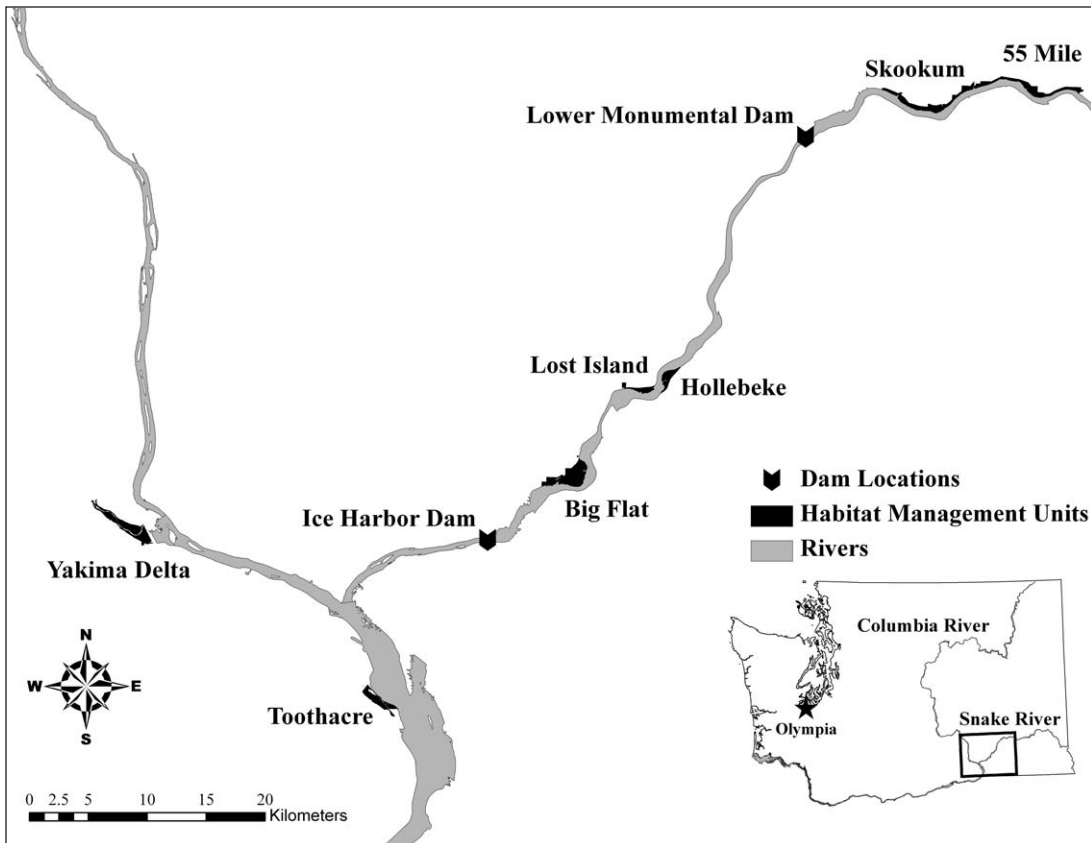 55 Mile
Skookum
Lower Monumental Dam
Lost Island
Hollebeke
Big Flat
Ice Harbor Dam
Yakima Delta
Toothacre
Dam Locations
Habitat Management Units
Rivers
Columbia River
Snake River
Olympia
N
W E
S
0 2.5 5 10 15 20
Kilometers